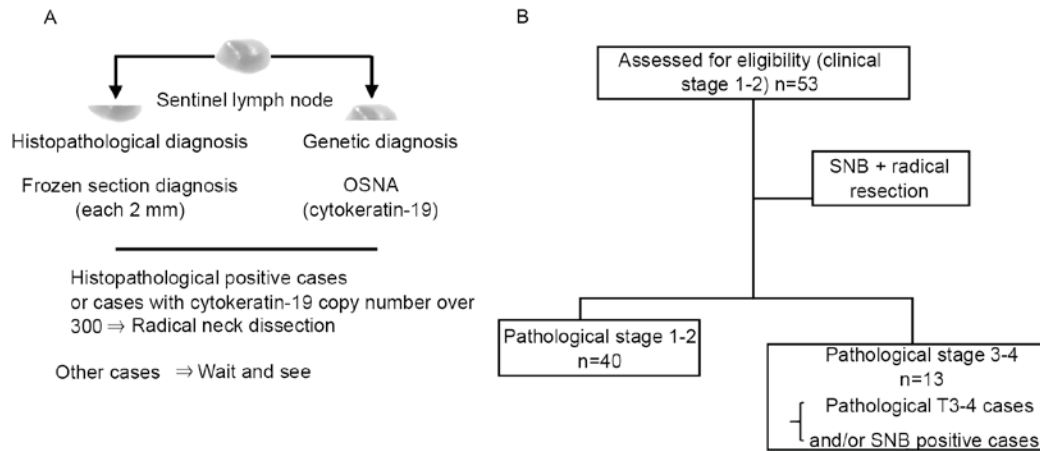 A
Sentinel lymph node
Histopathological diagnosis
Genetic diagnosis
Frozen section diagnosis
(each 2 mm)
OSNA
(cytokeratin-19)
Histopathological positive cases
or cases with cytokeratin-19 copy number over
300 ⇒ Radical neck dissection
Other cases ⇒ Wait and see
B
Assessed for eligibility (clinical
stage 1-2) n=53
SNB + radical
resection
Pathological stage 1-2
n=40
Pathological stage 3-4
n=13
Pathological T3-4 cases
and/or SNB positive cases